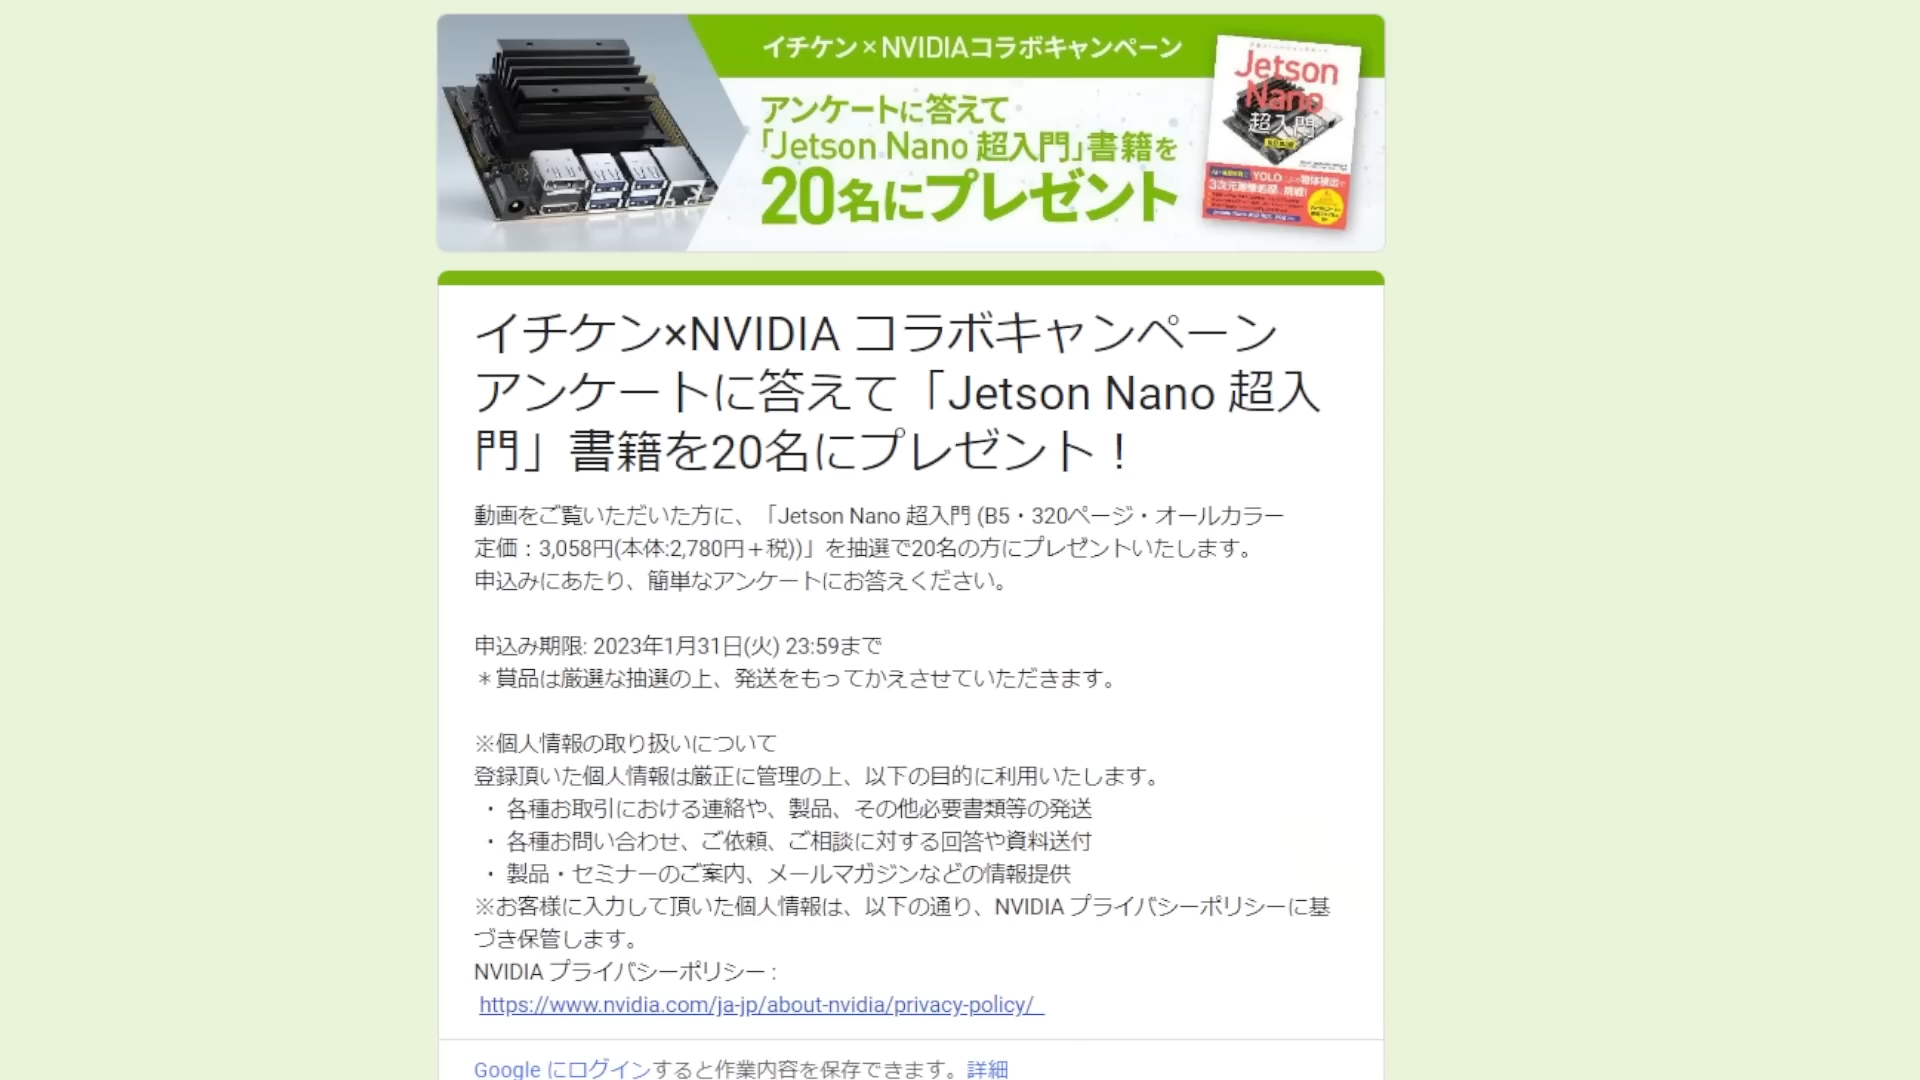 イチケン×NVIDIAコラボキャンペーン
アンケートに答えて
「Jetson Nano 超入門」書籍を
20名にプレゼント
Jetson
Nano
超入門
YOLO
イチケン×NVIDIA コラボキャンペーン
アンケートに答えて「Jetson Nano 超入
門」書籍を20名にプレゼント！
動画をご覧いただいた方に、「Jetson Nano 超入門 (B5・320ページ・オールカラー
定価：3,058円(本体:2,780円＋税))」を抽選で20名の方にプレゼントいたします。
申込みにあたり、簡単なアンケートにお答えください。
申込み期限: 2023年1月31日(火) 23:59まで
＊賞品は厳選な抽選の上、発送をもってかえさせていただきます。
※個人情報の取り扱いについて
登録頂いた個人情報は厳正に管理の上、以下の目的に利用いたします。
・ 各種お取引における連絡や、製品、その他必要書類等の発送
・ 各種お問い合わせ、ご依頼、ご相談に対する回答や資料送付
・ 製品・セミナーのご案内、メールマガジンなどの情報提供
※お客様に入力して頂いた個人情報は、以下の通り、NVIDIA プライバシーポリシーに基
づき保管します。
NVIDIA プライバシーポリシー :
https://www.nvidia.com/ja-jp/about-nvidia/privacy-policy/
Google にログインすると作業内容を保存できます。詳細